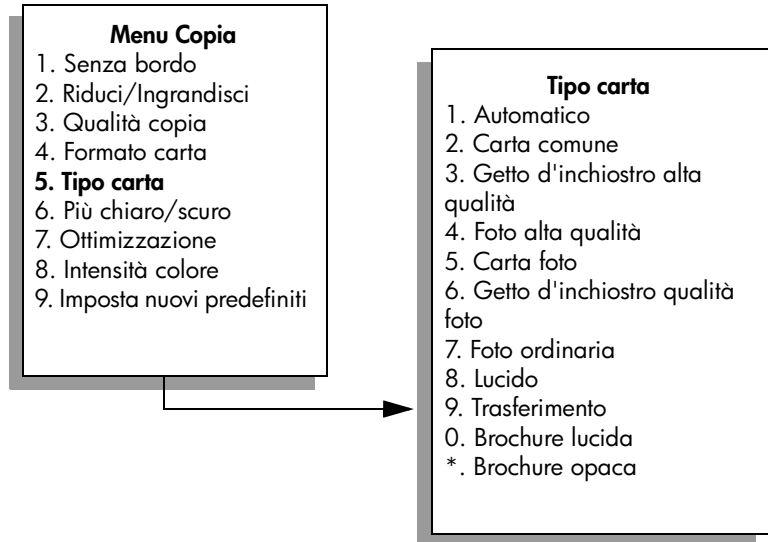 Menu Copia
1. Senza bordo
2. Riduci/Ingrandisci
3. Qualità copia
4. Formato carta
5. Tipo carta
6. Più chiaro/scuro
7. Ottimizzazione
8. Intensità colore
9. Imposta nuovi predefiniti
Tipo carta
1. Automatico
2. Carta comune
3. Getto d'inchiostro alta
qualità
4. Foto alta qualità
5. Carta foto
6. Getto d'inchiostro qualità
foto
7. Foto ordinaria
8. Lucido
9. Trasferimento
0. Brochure lucida
*. Brochure opaca